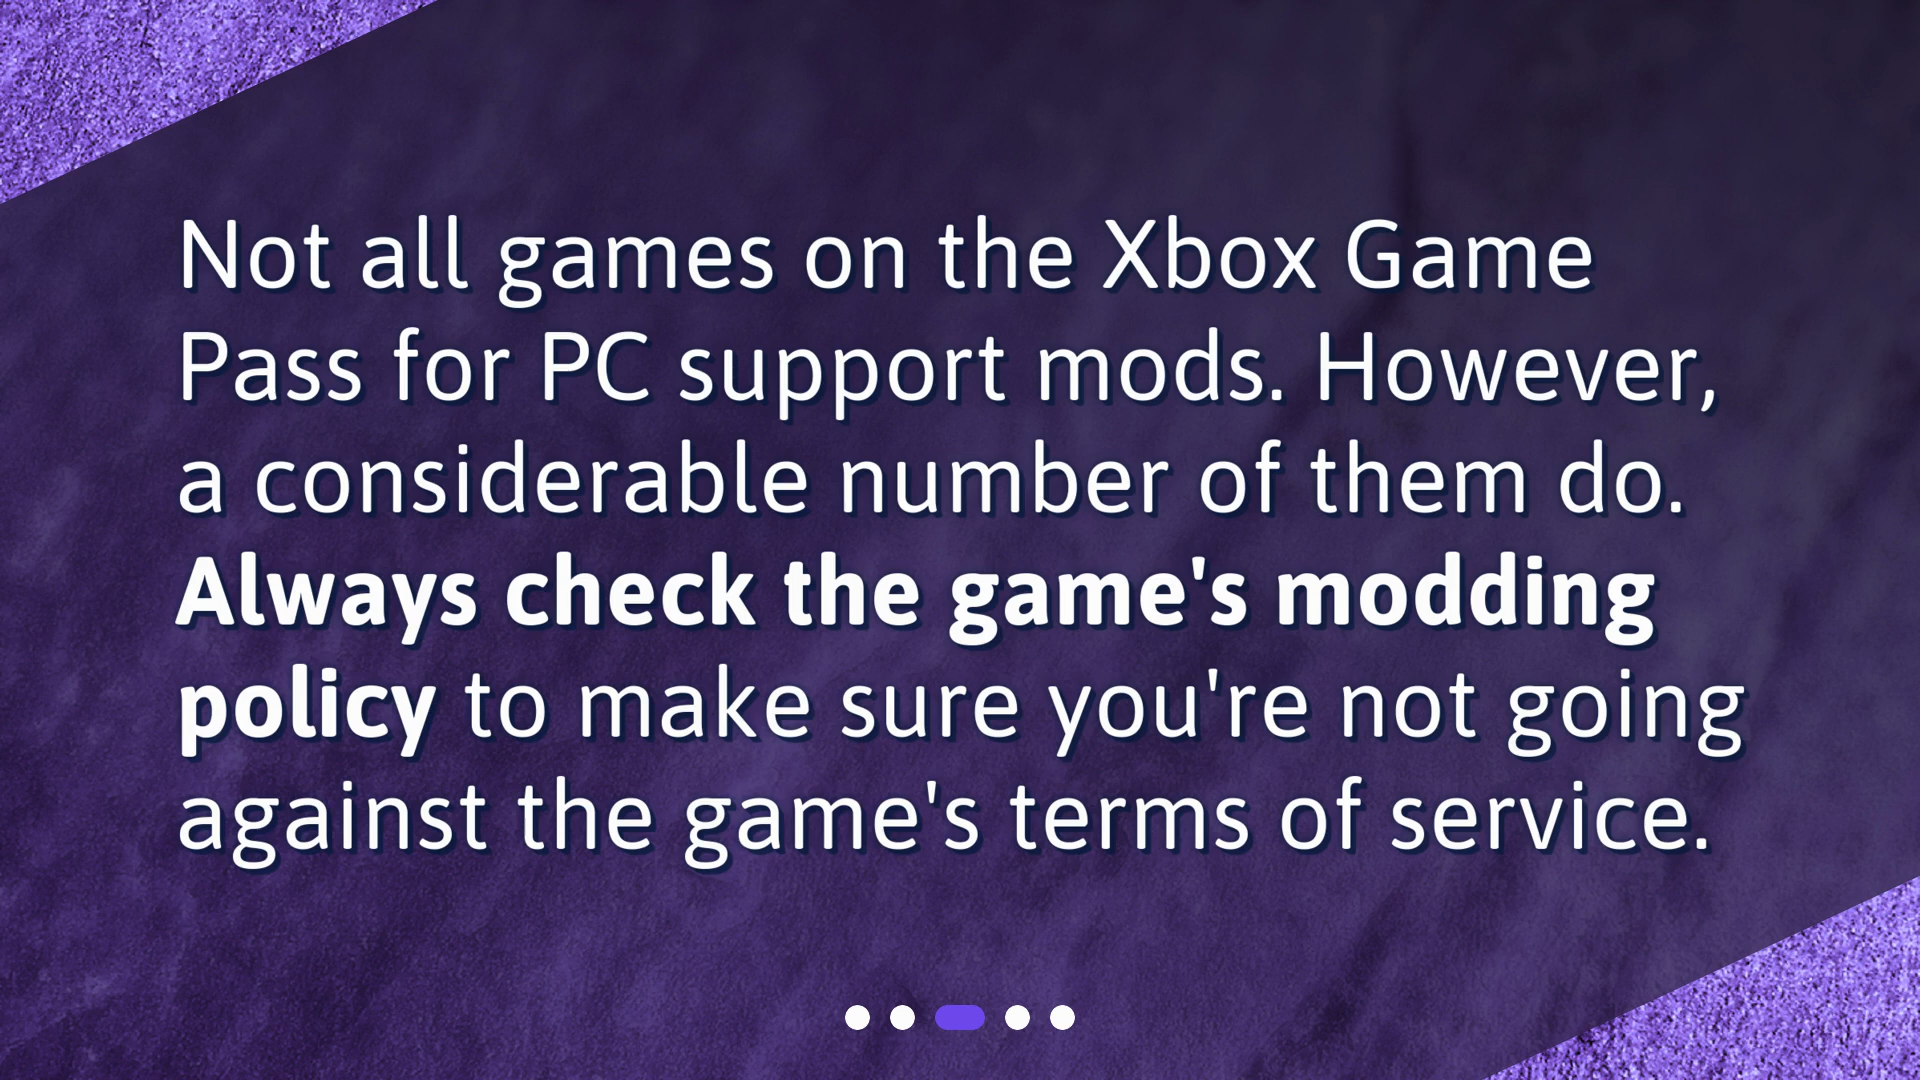 Not all games on the Xbox Game
Pass for PC support mods. However,
a considerable number of them do.
Always check the game's modding
policy to make sure you're not going
against the game's terms of service.